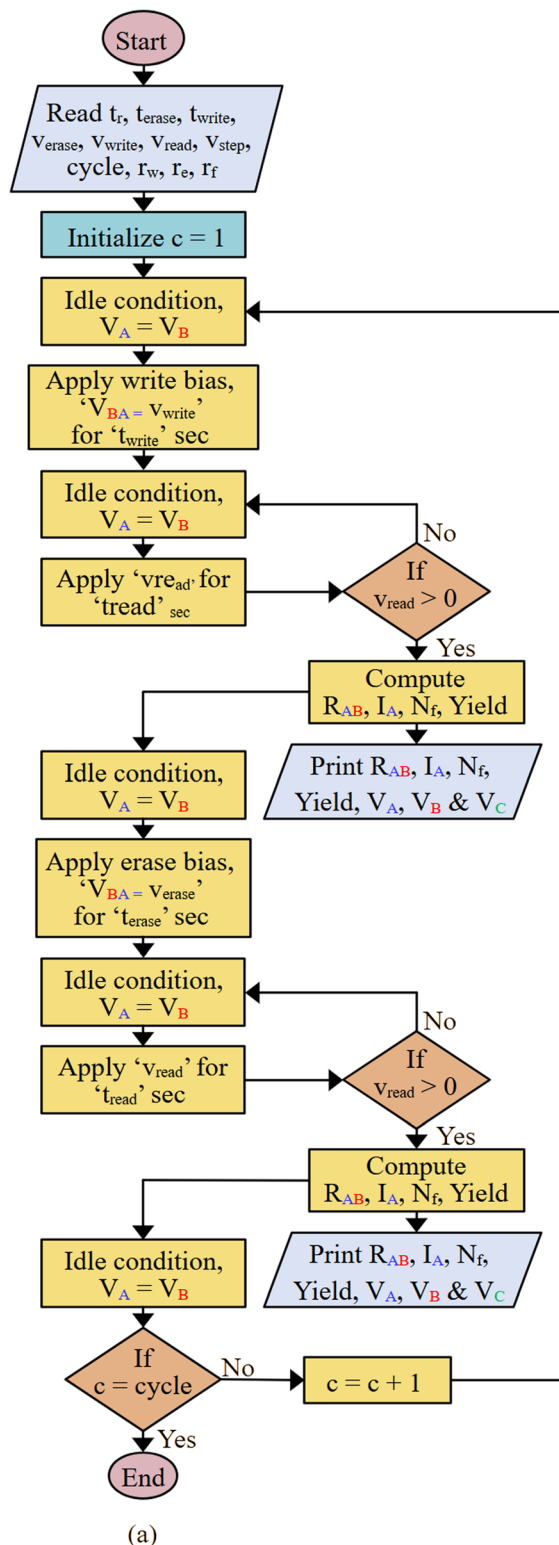 Start
Read tr, terase, twrite,
verase, vwrite, vread, vstep,
cycle, rw, re, rf
Initialize c = 1
Idle condition,
VA = VB
Apply write bias,
‘VBA = vwrite’
for ‘twrite’ sec
Idle condition,
VA = VB
No
Apply ‘vread’ for
‘tread’ sec
If
vread > 0
Yes
Compute
RAB, IA, Nf, Yield
Print RAB, IA, Nf,
Yield, VA, VB & VC
Idle condition,
VA = VB
Apply erase bias,
‘VBA = verase’
for ‘terase’ sec
Idle condition,
VA = VB
No
Apply ‘vread’ for
‘tread’ sec
If
vread > 0
Yes
Compute
RAB, IA, Nf, Yield
Print RAB, IA, Nf,
Yield, VA, VB & VC
Idle condition,
VA = VB
If
c = cycle
No
c = c + 1
Yes
End
(a)